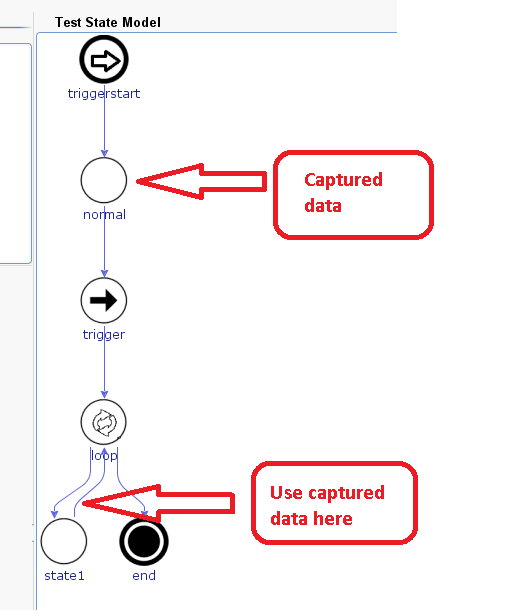 Test State Model
triggerstart
Captured
data
normal
trigger
loop
Use captured
data here
state1
end